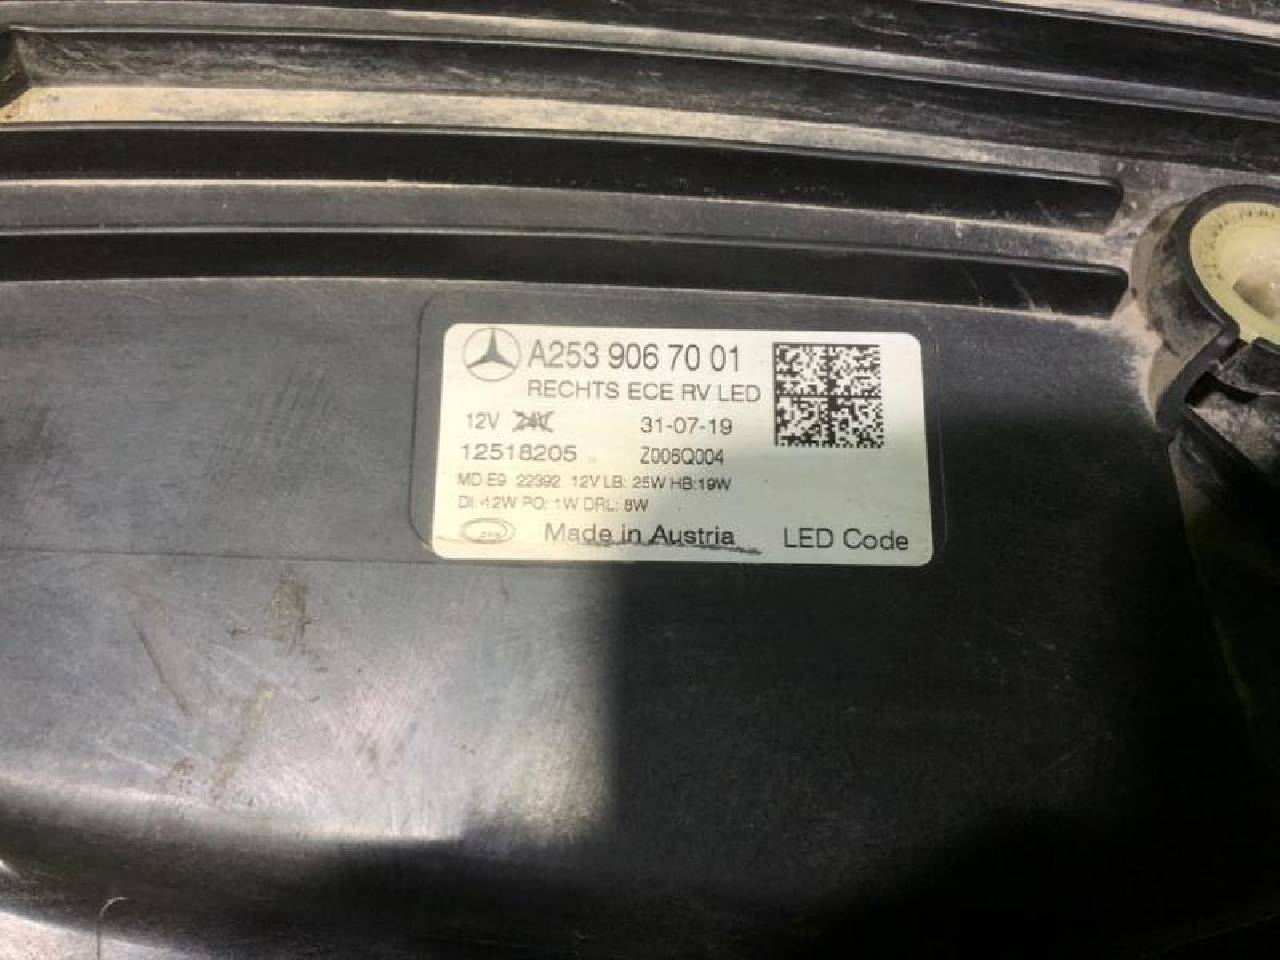 A253 906 70 01
RECHTS ECE RV LED
12V 24V 31-07-19
12518205 Z006Q004
MD E9 22392 12V LB: 25W HB:19W
DI: 12W PO: 1W DRL: 8W
Made in Austria LED Code